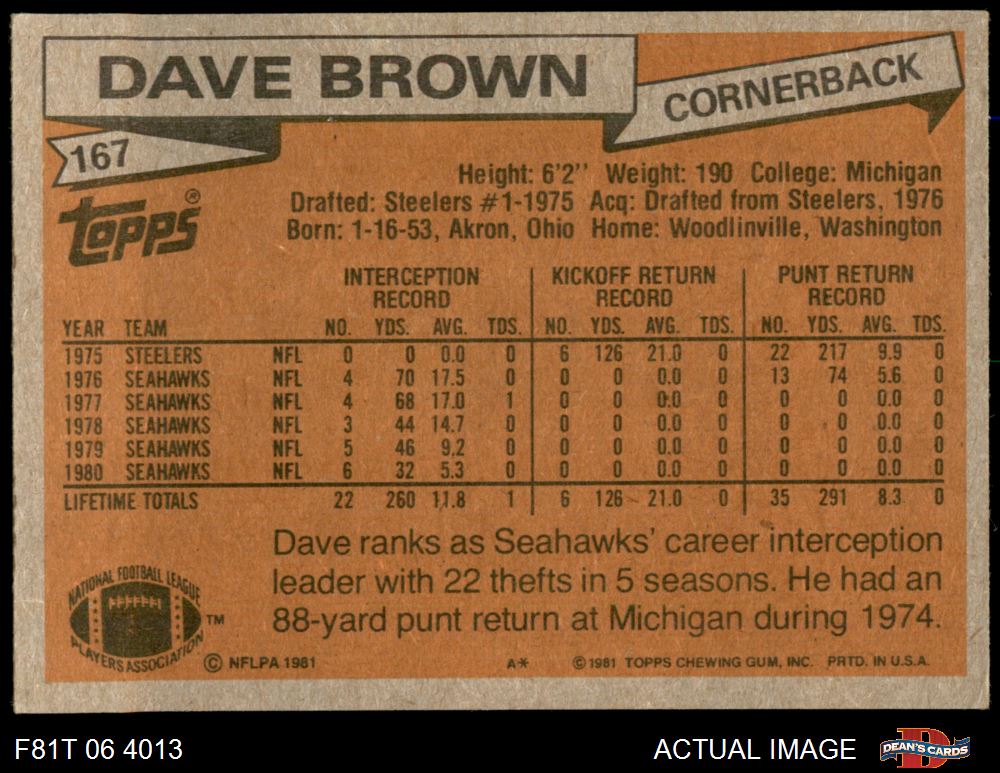 DAVE BROWN
CORNERBACK
167
TOPPS®
Height: 6'2'' Weight: 190 College: Michigan
Drafted: Steelers #1-1975 Acq: Drafted from Steelers, 1976
Born: 1-16-53, Akron, Ohio Home: Woodlinville, Washington
INTERCEPTION RECORD KICKOFF RETURN RECORD PUNT RETURN RECORD
YEAR TEAM NO. YDS. AVG. TDS. NO. YDS. AVG. TDS. NO. YDS. AVG. TDS.
1975 STEELERS NFL 0 0 0.0 0 6 126 21.0 0 22 217 9.9 0
1976 SEAHAWKS NFL 4 70 17.5 0 0 0 0.0 0 13 74 5.6 0
1977 SEAHAWKS NFL 4 68 17.0 1 0 0 0.0 0 0 0 0.0 0
1978 SEAHAWKS NFL 3 44 14.7 0 0 0 0.0 0 0 0 0.0 0
1979 SEAHAWKS NFL 5 46 9.2 0 0 0 0.0 0 0 0 0.0 0
1980 SEAHAWKS NFL 6 32 5.3 0 0 0 0.0 0 0 0 0.0 0
LIFETIME TOTALS 22 260 11.8 1 6 126 21.0 0 35 291 8.3 0
Dave ranks as Seahawks' career interception
leader with 22 thefts in 5 seasons. He had an
88-yard punt return at Michigan during 1974.
NATIONAL FOOTBALL LEAGUE
PLAYERS ASSOCIATION
™
© NFLPA 1981 A* © 1981 TOPPS CHEWING GUM, INC. PRTD. IN U.S.A.
F81T 06 4013 ACTUAL IMAGE
D
DEAN'S CARDS